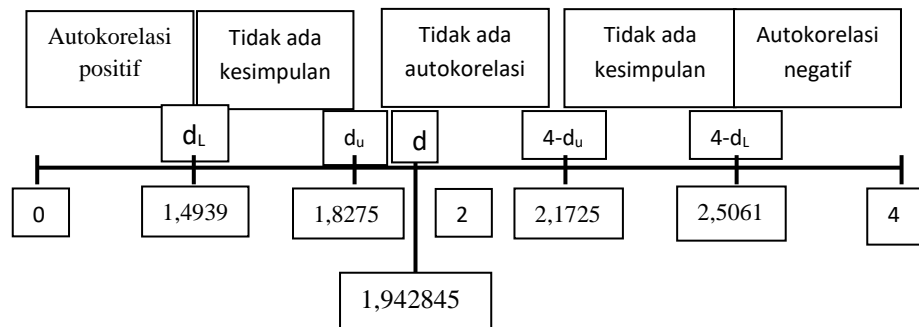 Autokorelasi
positif
Tidak ada
kesimpulan
Tidak ada
autokorelasi
Tidak ada
kesimpulan
Autokorelasi
negatif
dL
du
d
4-du
4-dL
0
1,4939
1,8275
2
2,1725
2,5061
4
1,942845